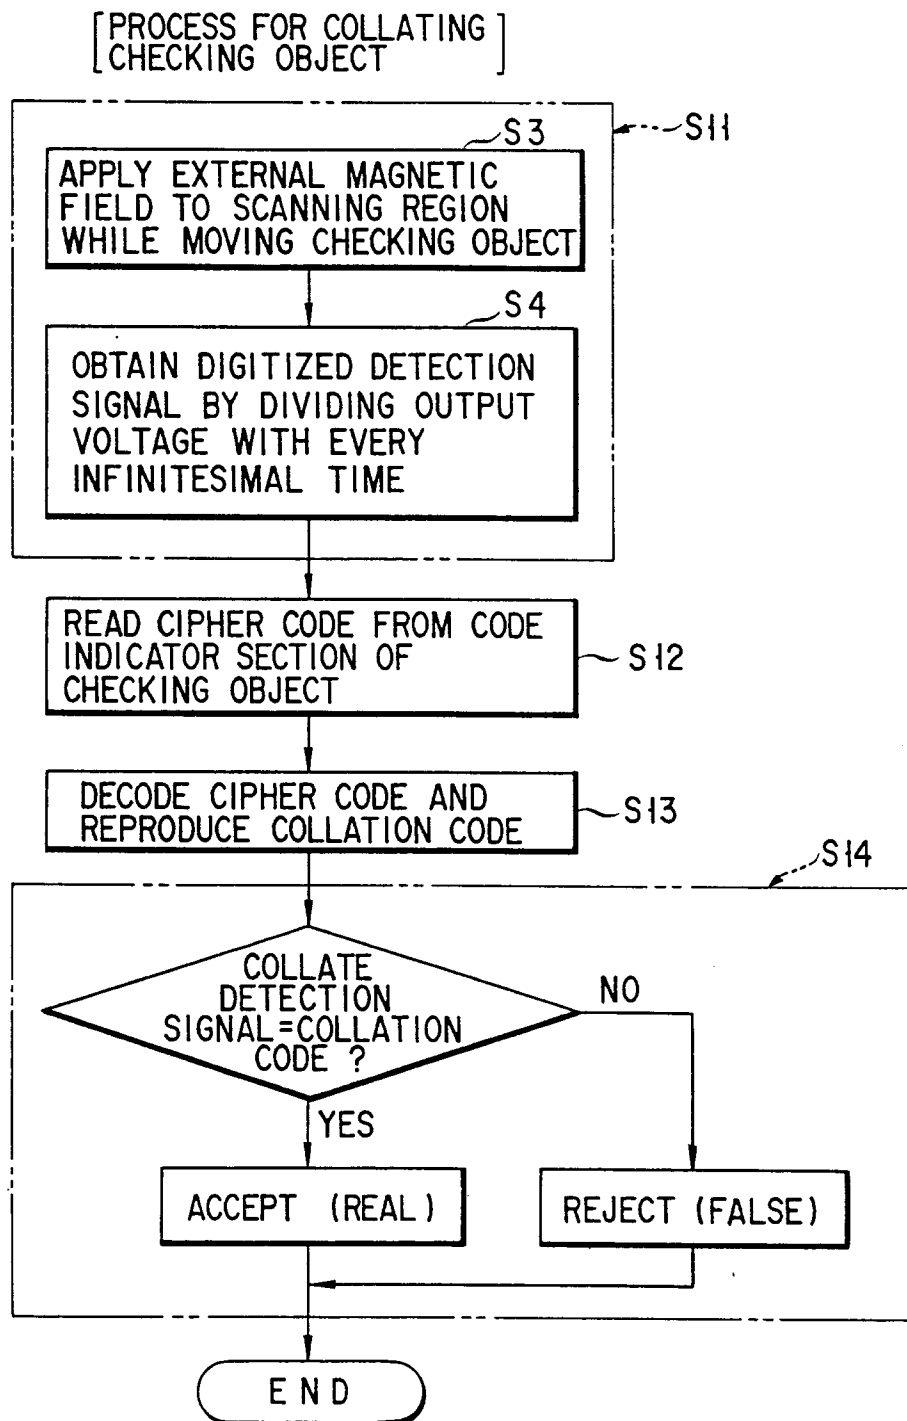 [PROCESS FOR COLLATING
CHECKING OBJECT]
S11
S3
APPLY EXTERNAL MAGNETIC
FIELD TO SCANNING REGION
WHILE MOVING CHECKING OBJECT
S4
OBTAIN DIGITIZED DETECTION
SIGNAL BY DIVIDING OUTPUT
VOLTAGE WITH EVERY
INFINITESIMAL TIME
READ CIPHER CODE FROM CODE
INDICATOR SECTION OF
CHECKING OBJECT
S12
DECODE CIPHER CODE AND
REPRODUCE COLLATION CODE
S13
S14
COLLATE
DETECTION
SIGNAL=COLLATION
CODE ?
NO
YES
ACCEPT (REAL)
REJECT (FALSE)
END